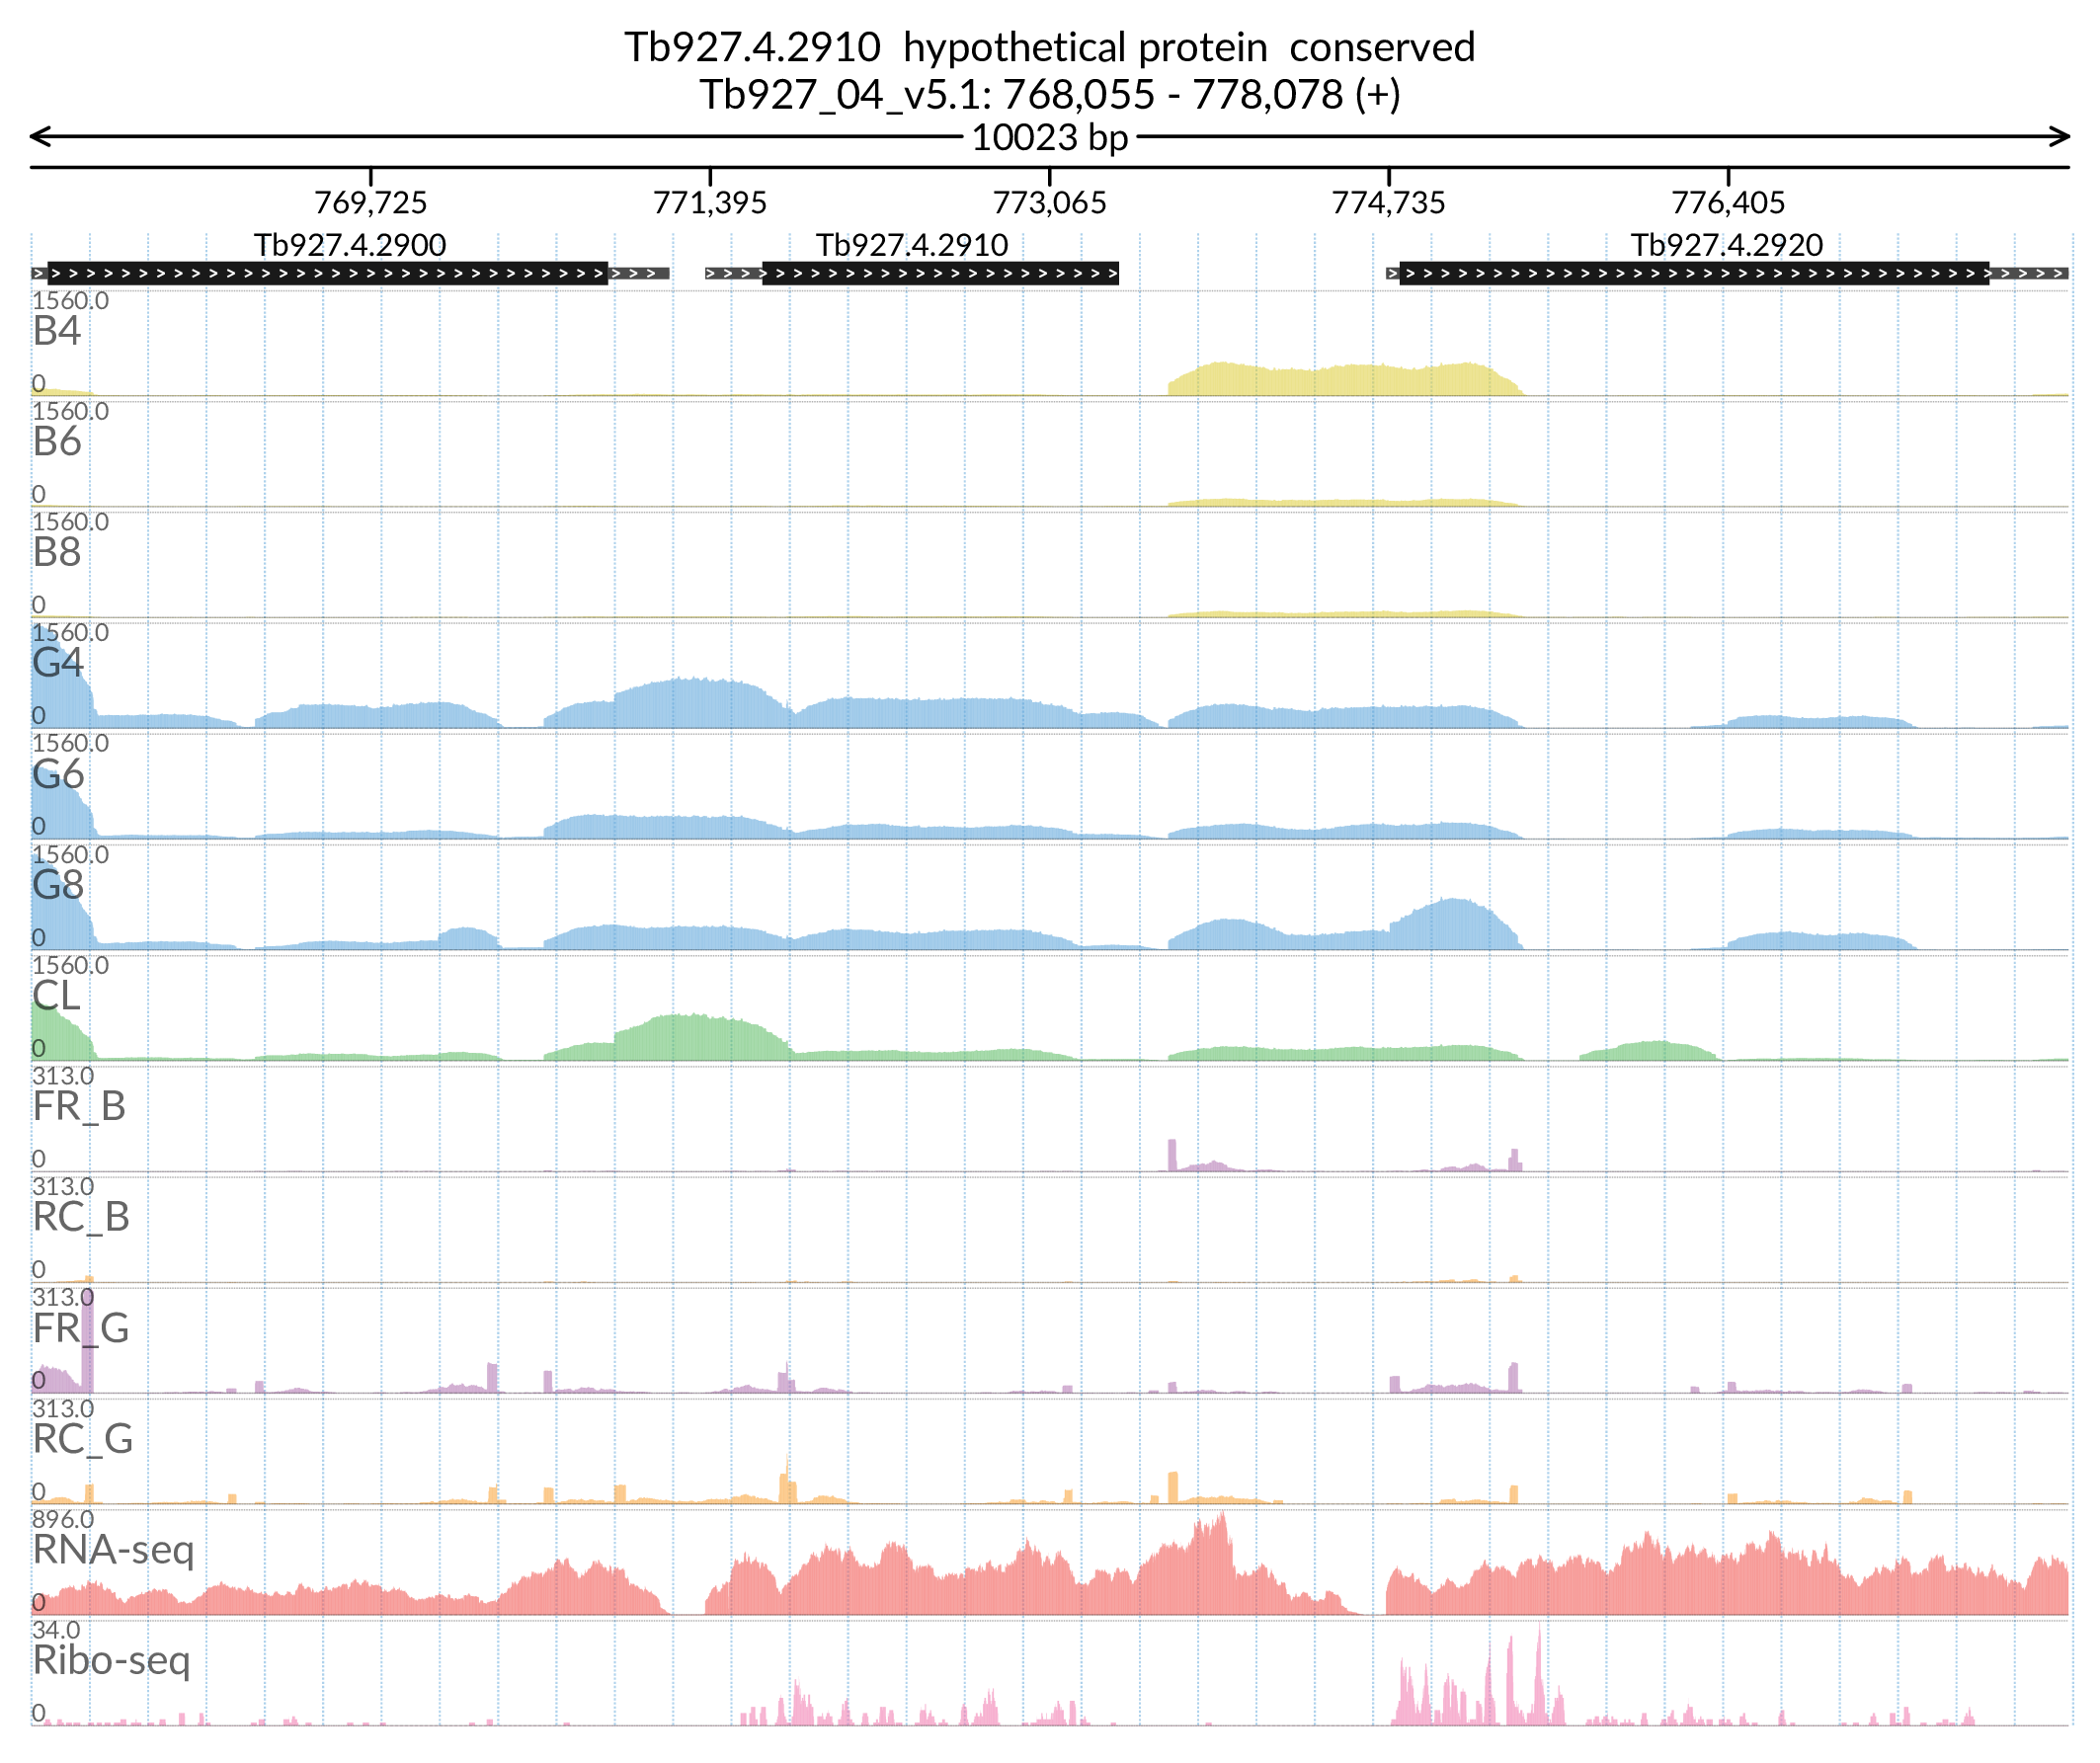 Tb927.4.2910 hypothetical protein conserved
Tb927_04_v5.1: 768,055 - 778,078 (+)
10023 bp
769,725 771,395 773,065 774,735 776,405
Tb927.4.2900 Tb927.4.2910 Tb927.4.2920
1560.0
B4
0
1560.0
B6
0
1560.0
B8
0
1560.0
G4
0
1560.0
G6
0
1560.0
G8
0
1560.0
CL
0
313.0
FR_B
0
313.0
RC_B
0
313.0
FR_G
0
313.0
RC_G
0
896.0
RNA-seq
0
34.0
Ribo-seq
0